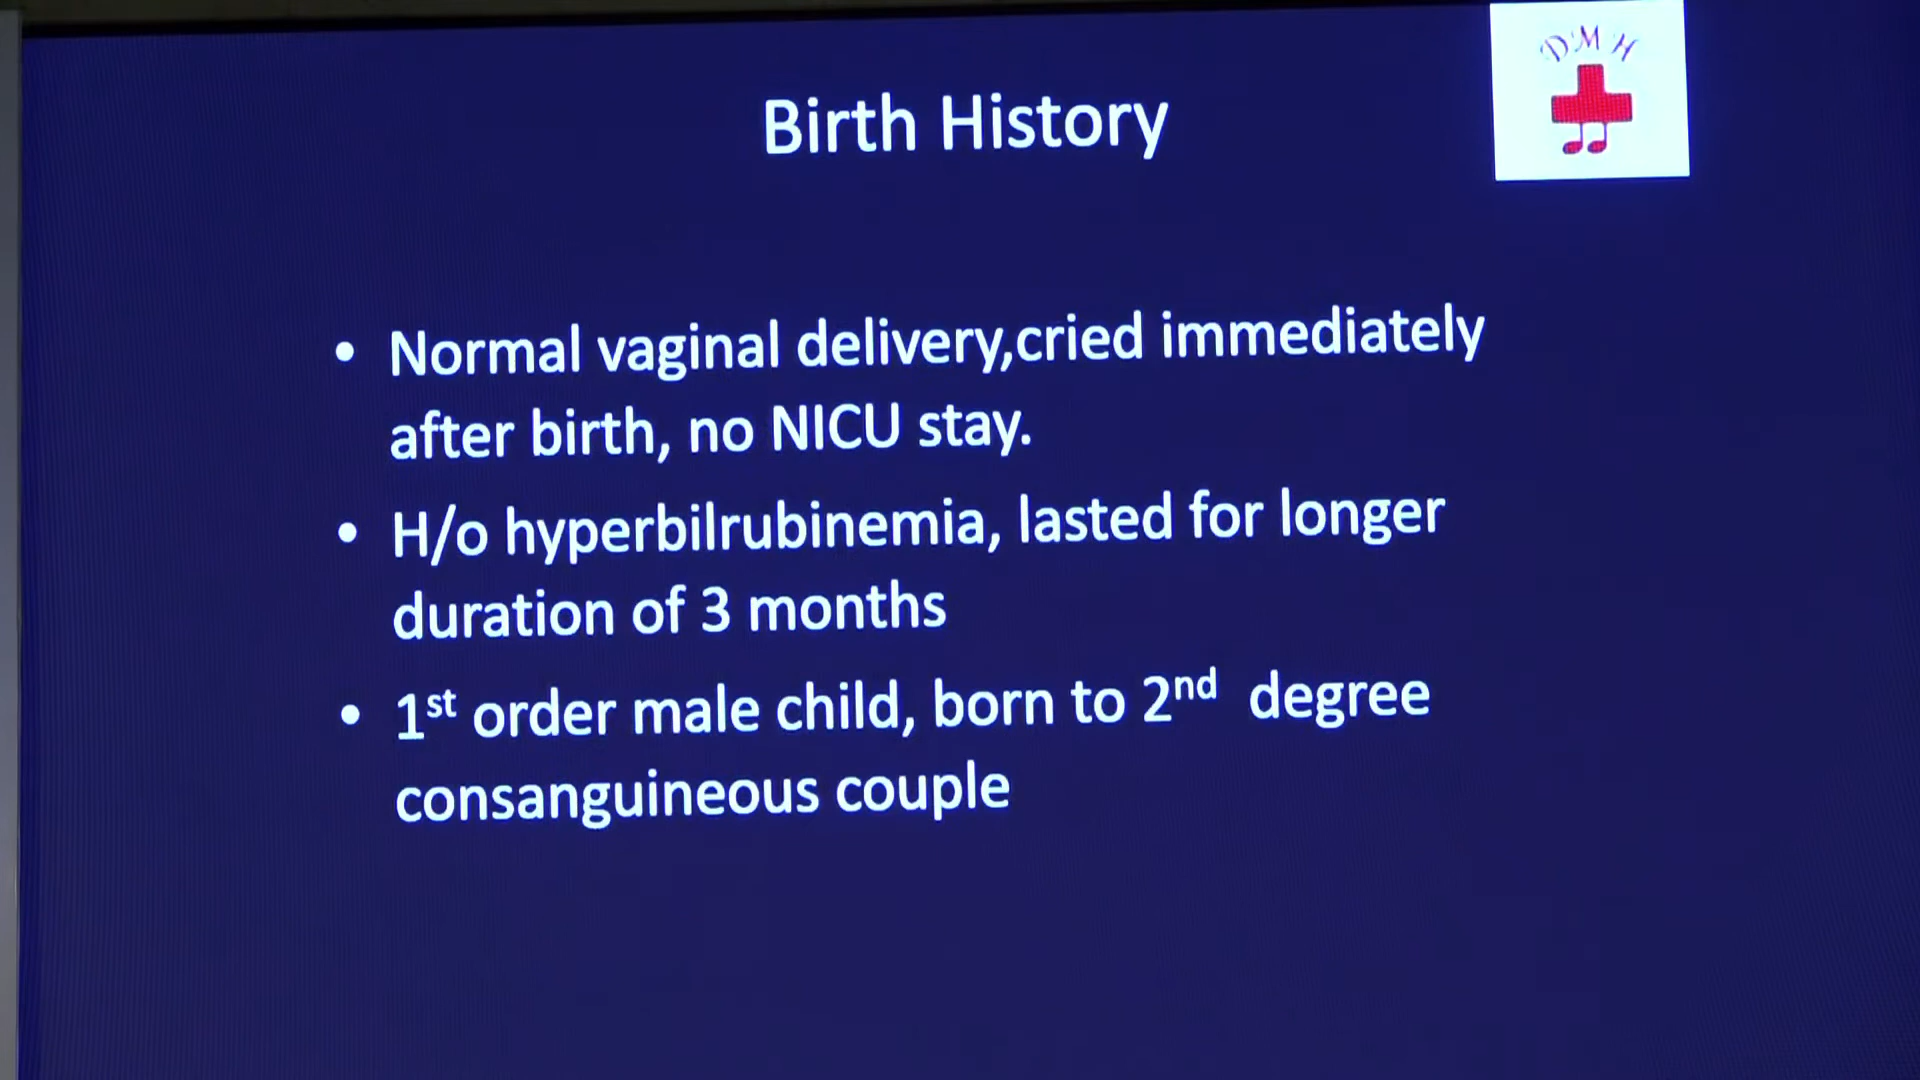 DMH
Birth History
• Normal vaginal delivery,cried immediately
after birth, no NICU stay.
• H/o hyperbilrubinemia, lasted for longer
duration of 3 months
• 1st order male child, born to 2nd degree
consanguineous couple